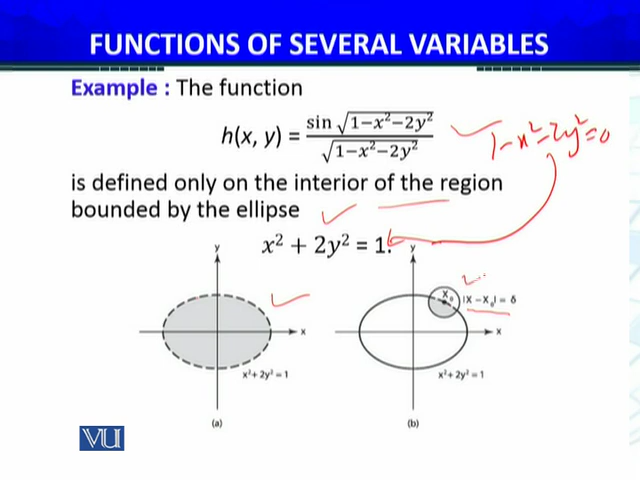 FUNCTIONS OF SEVERAL VARIABLES
Example : The function
h(x, y) = sin √1−x²−2y² / √1−x²−2y²
1−x²−2y²=0
is defined only on the interior of the region
bounded by the ellipse
x² + 2y² = 1.
y y
X₀ |X −X₀| = δ
x x
x²+ 2y² = 1 x²+ 2y² = 1
(a) (b)
VU